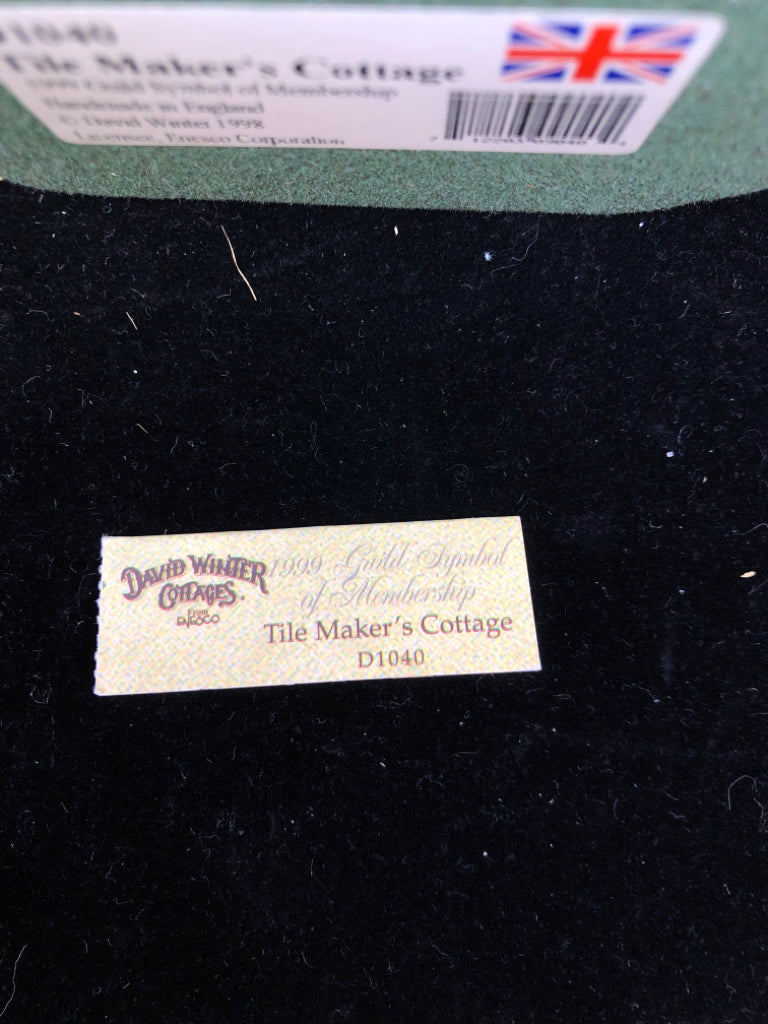 D1040
Tile Maker's Cottage
1999 Guild Symbol of Membership
Handmade in England
© David Winter 1998
Licensee, Enesco Corporation
DAVID WINTER
COTTAGES.
From
ENESCO
1999 Guild Symbol
of Membership
Tile Maker's Cottage
D1040